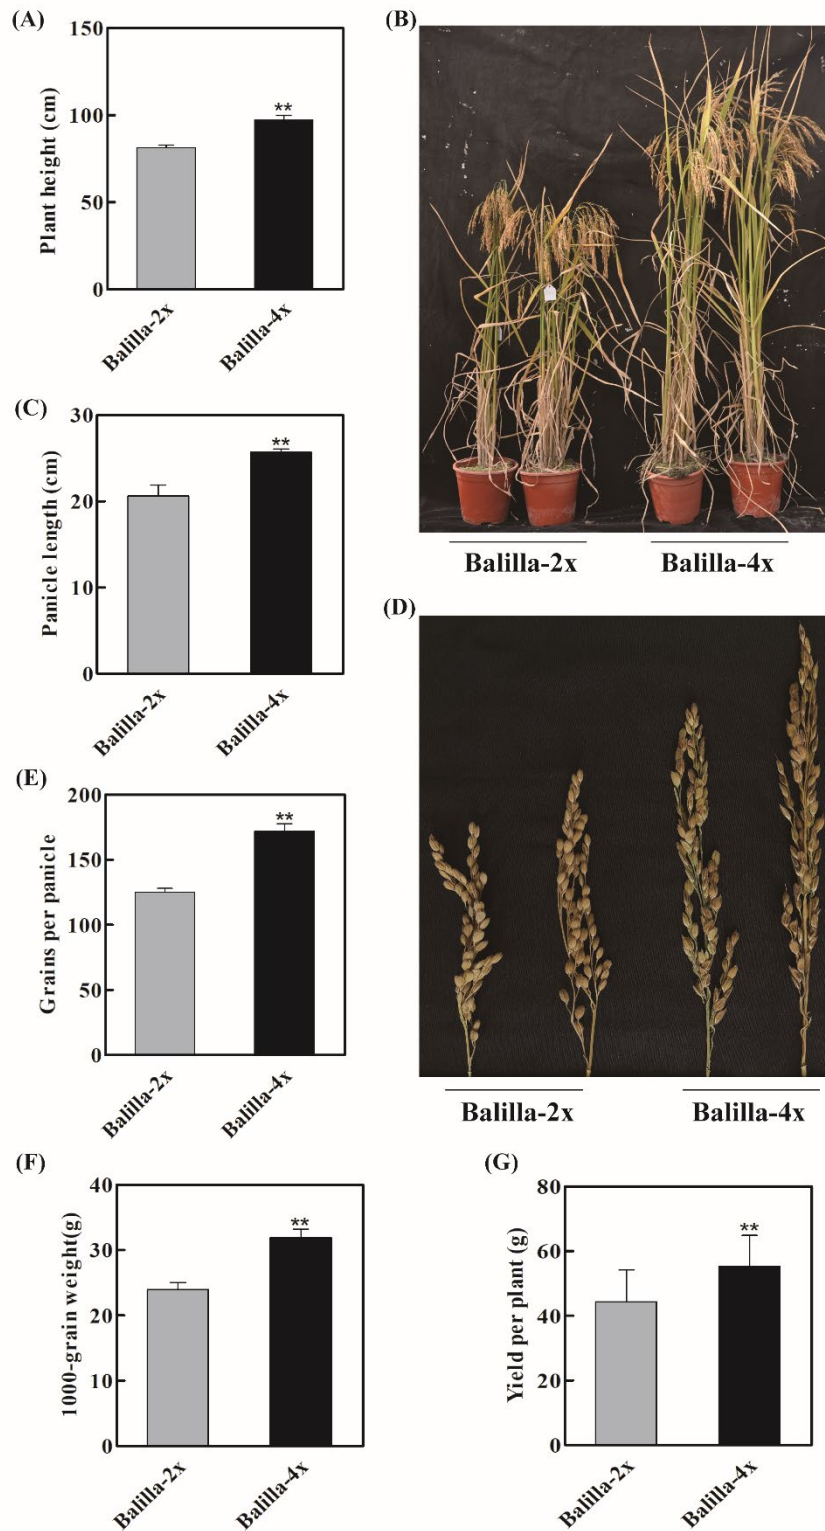 (A)
Plant height (cm)
150
100
50
0
**
Balilla-2x
Balilla-4x
(B)
Balilla-2x
Balilla-4x
(C)
Panicle length (cm)
30
20
10
0
**
Balilla-2x
Balilla-4x
(D)
Balilla-2x
Balilla-4x
(E)
Grains per panicle
200
150
100
50
0
**
Balilla-2x
Balilla-4x
(F)
1000-grain weight(g)
40
30
20
10
0
**
Balilla-2x
Balilla-4x
(G)
Yield per plant (g)
80
60
40
20
0
**
Balilla-2x
Balilla-4x